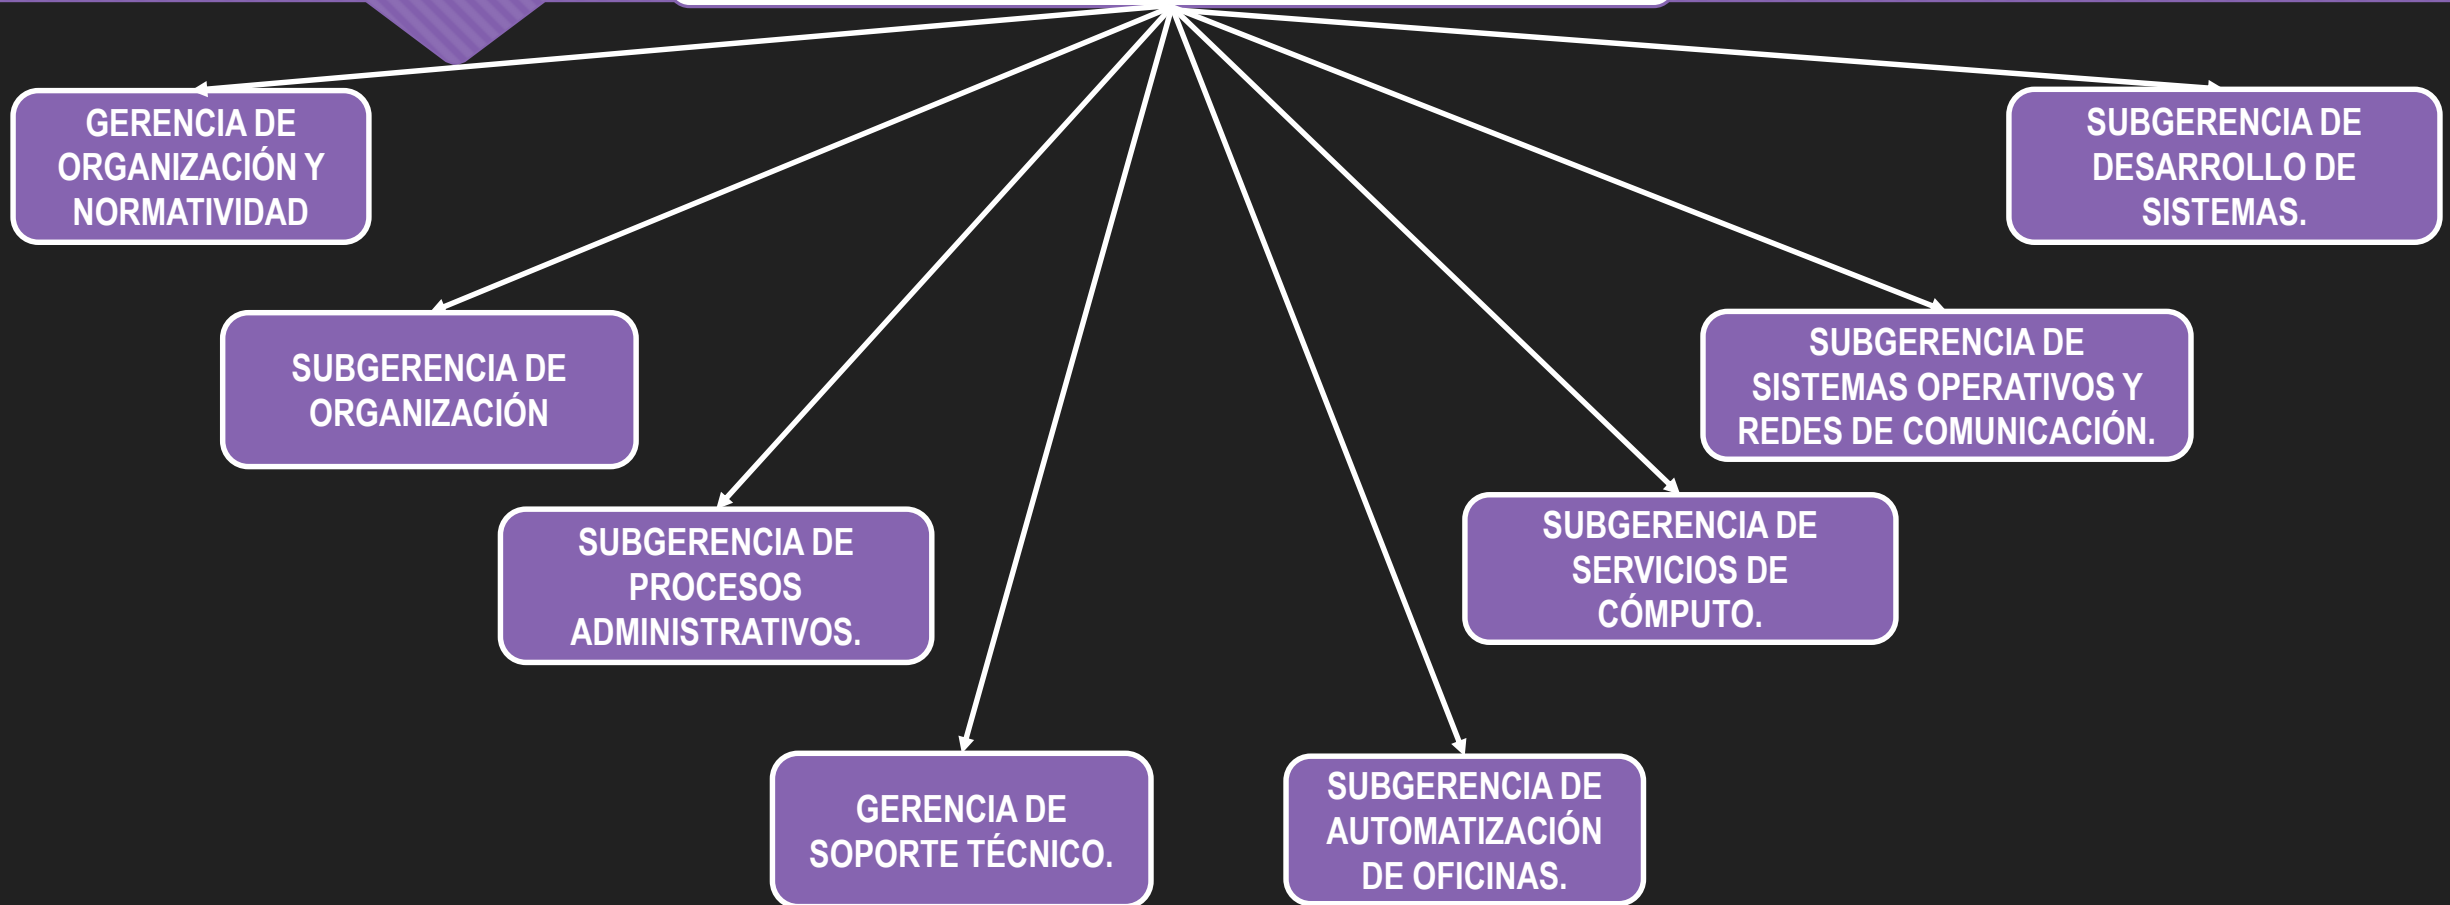 GERENCIA DE
ORGANIZACIÓN Y
NORMATIVIDAD
SUBGERENCIA DE
ORGANIZACIÓN
SUBGERENCIA DE
PROCESOS
ADMINISTRATIVOS.
GERENCIA DE
SOPORTE TÉCNICO.
SUBGERENCIA DE
AUTOMATIZACIÓN
DE OFICINAS.
SUBGERENCIA DE
SERVICIOS DE
CÓMPUTO.
SUBGERENCIA DE
SISTEMAS OPERATIVOS Y
REDES DE COMUNICACIÓN.
SUBGERENCIA DE
DESARROLLO DE
SISTEMAS.